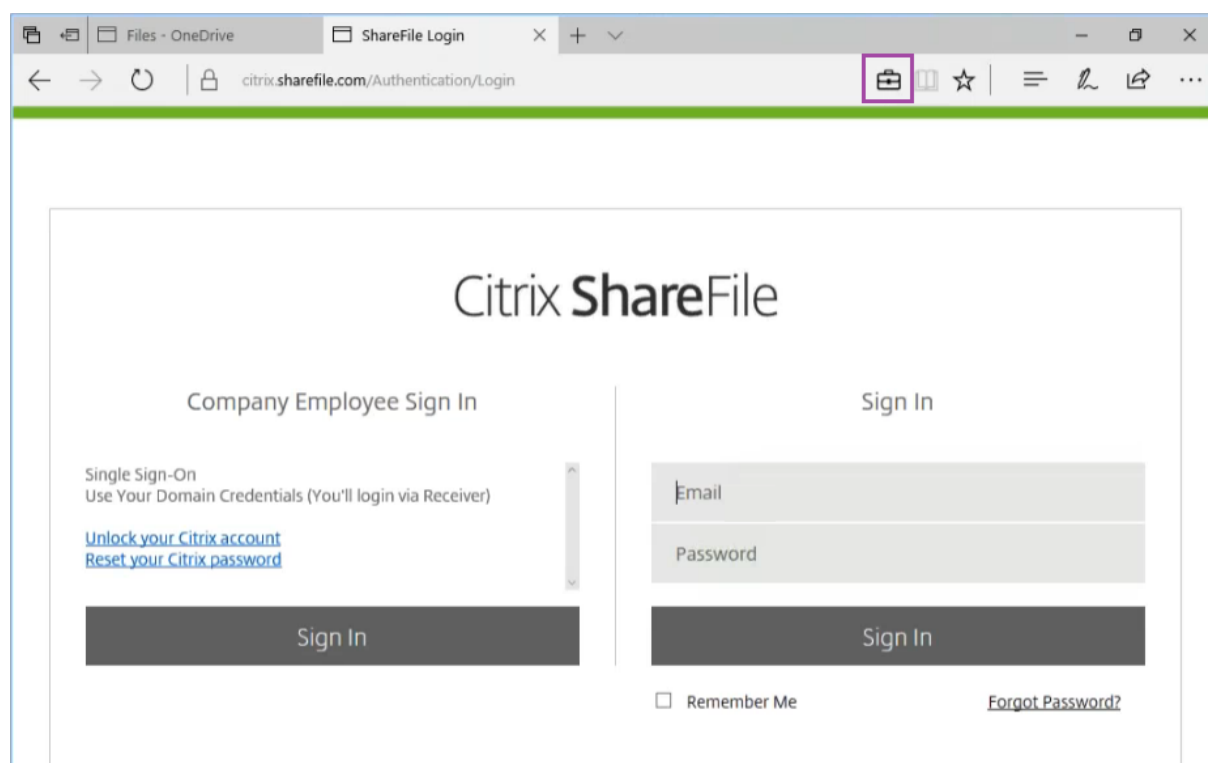 Files - OneDrive
ShareFile Login
citrix.sharefile.com/Authentication/Login
Citrix ShareFile
Company Employee Sign In
Single Sign-On
Use Your Domain Credentials (You'll login via Receiver)
Unlock your Citrix account
Reset your Citrix password
Sign In
Sign In
Email
Password
Sign In
Remember Me
Forgot Password?